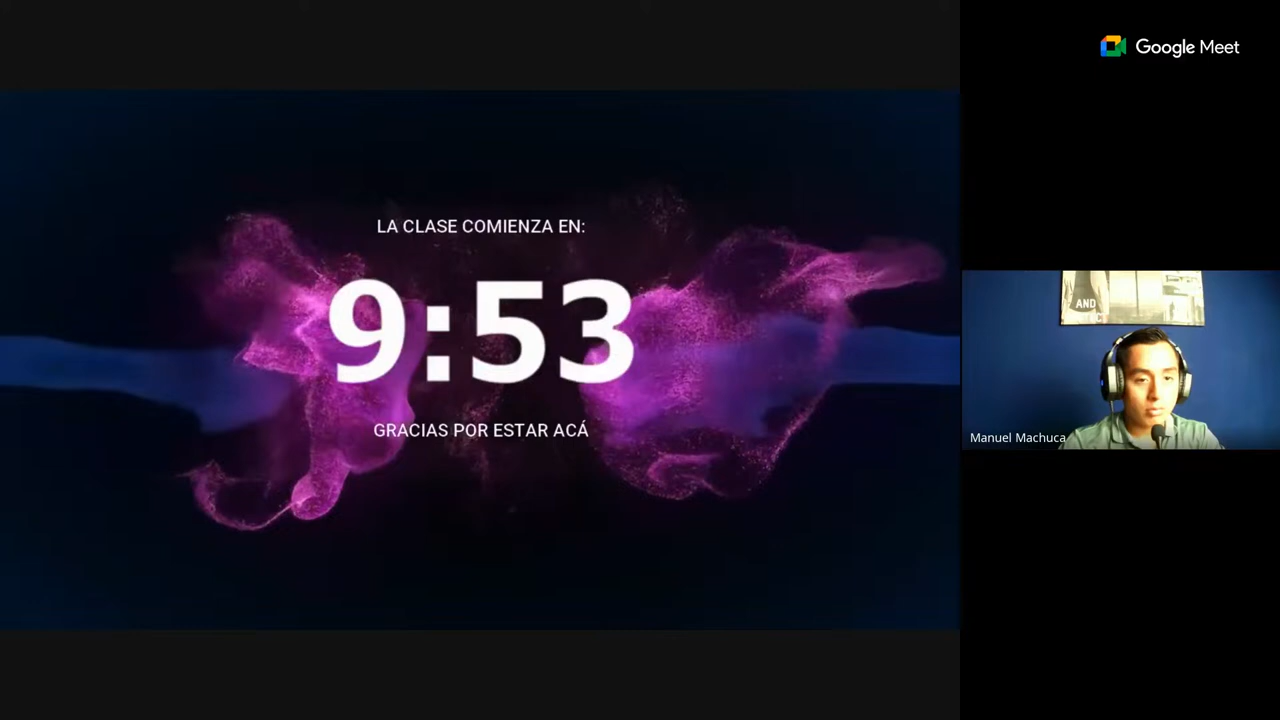 Google Meet
LA CLASE COMIENZA EN:
9:53
GRACIAS POR ESTAR ACÁ
AND
Manuel Machuca